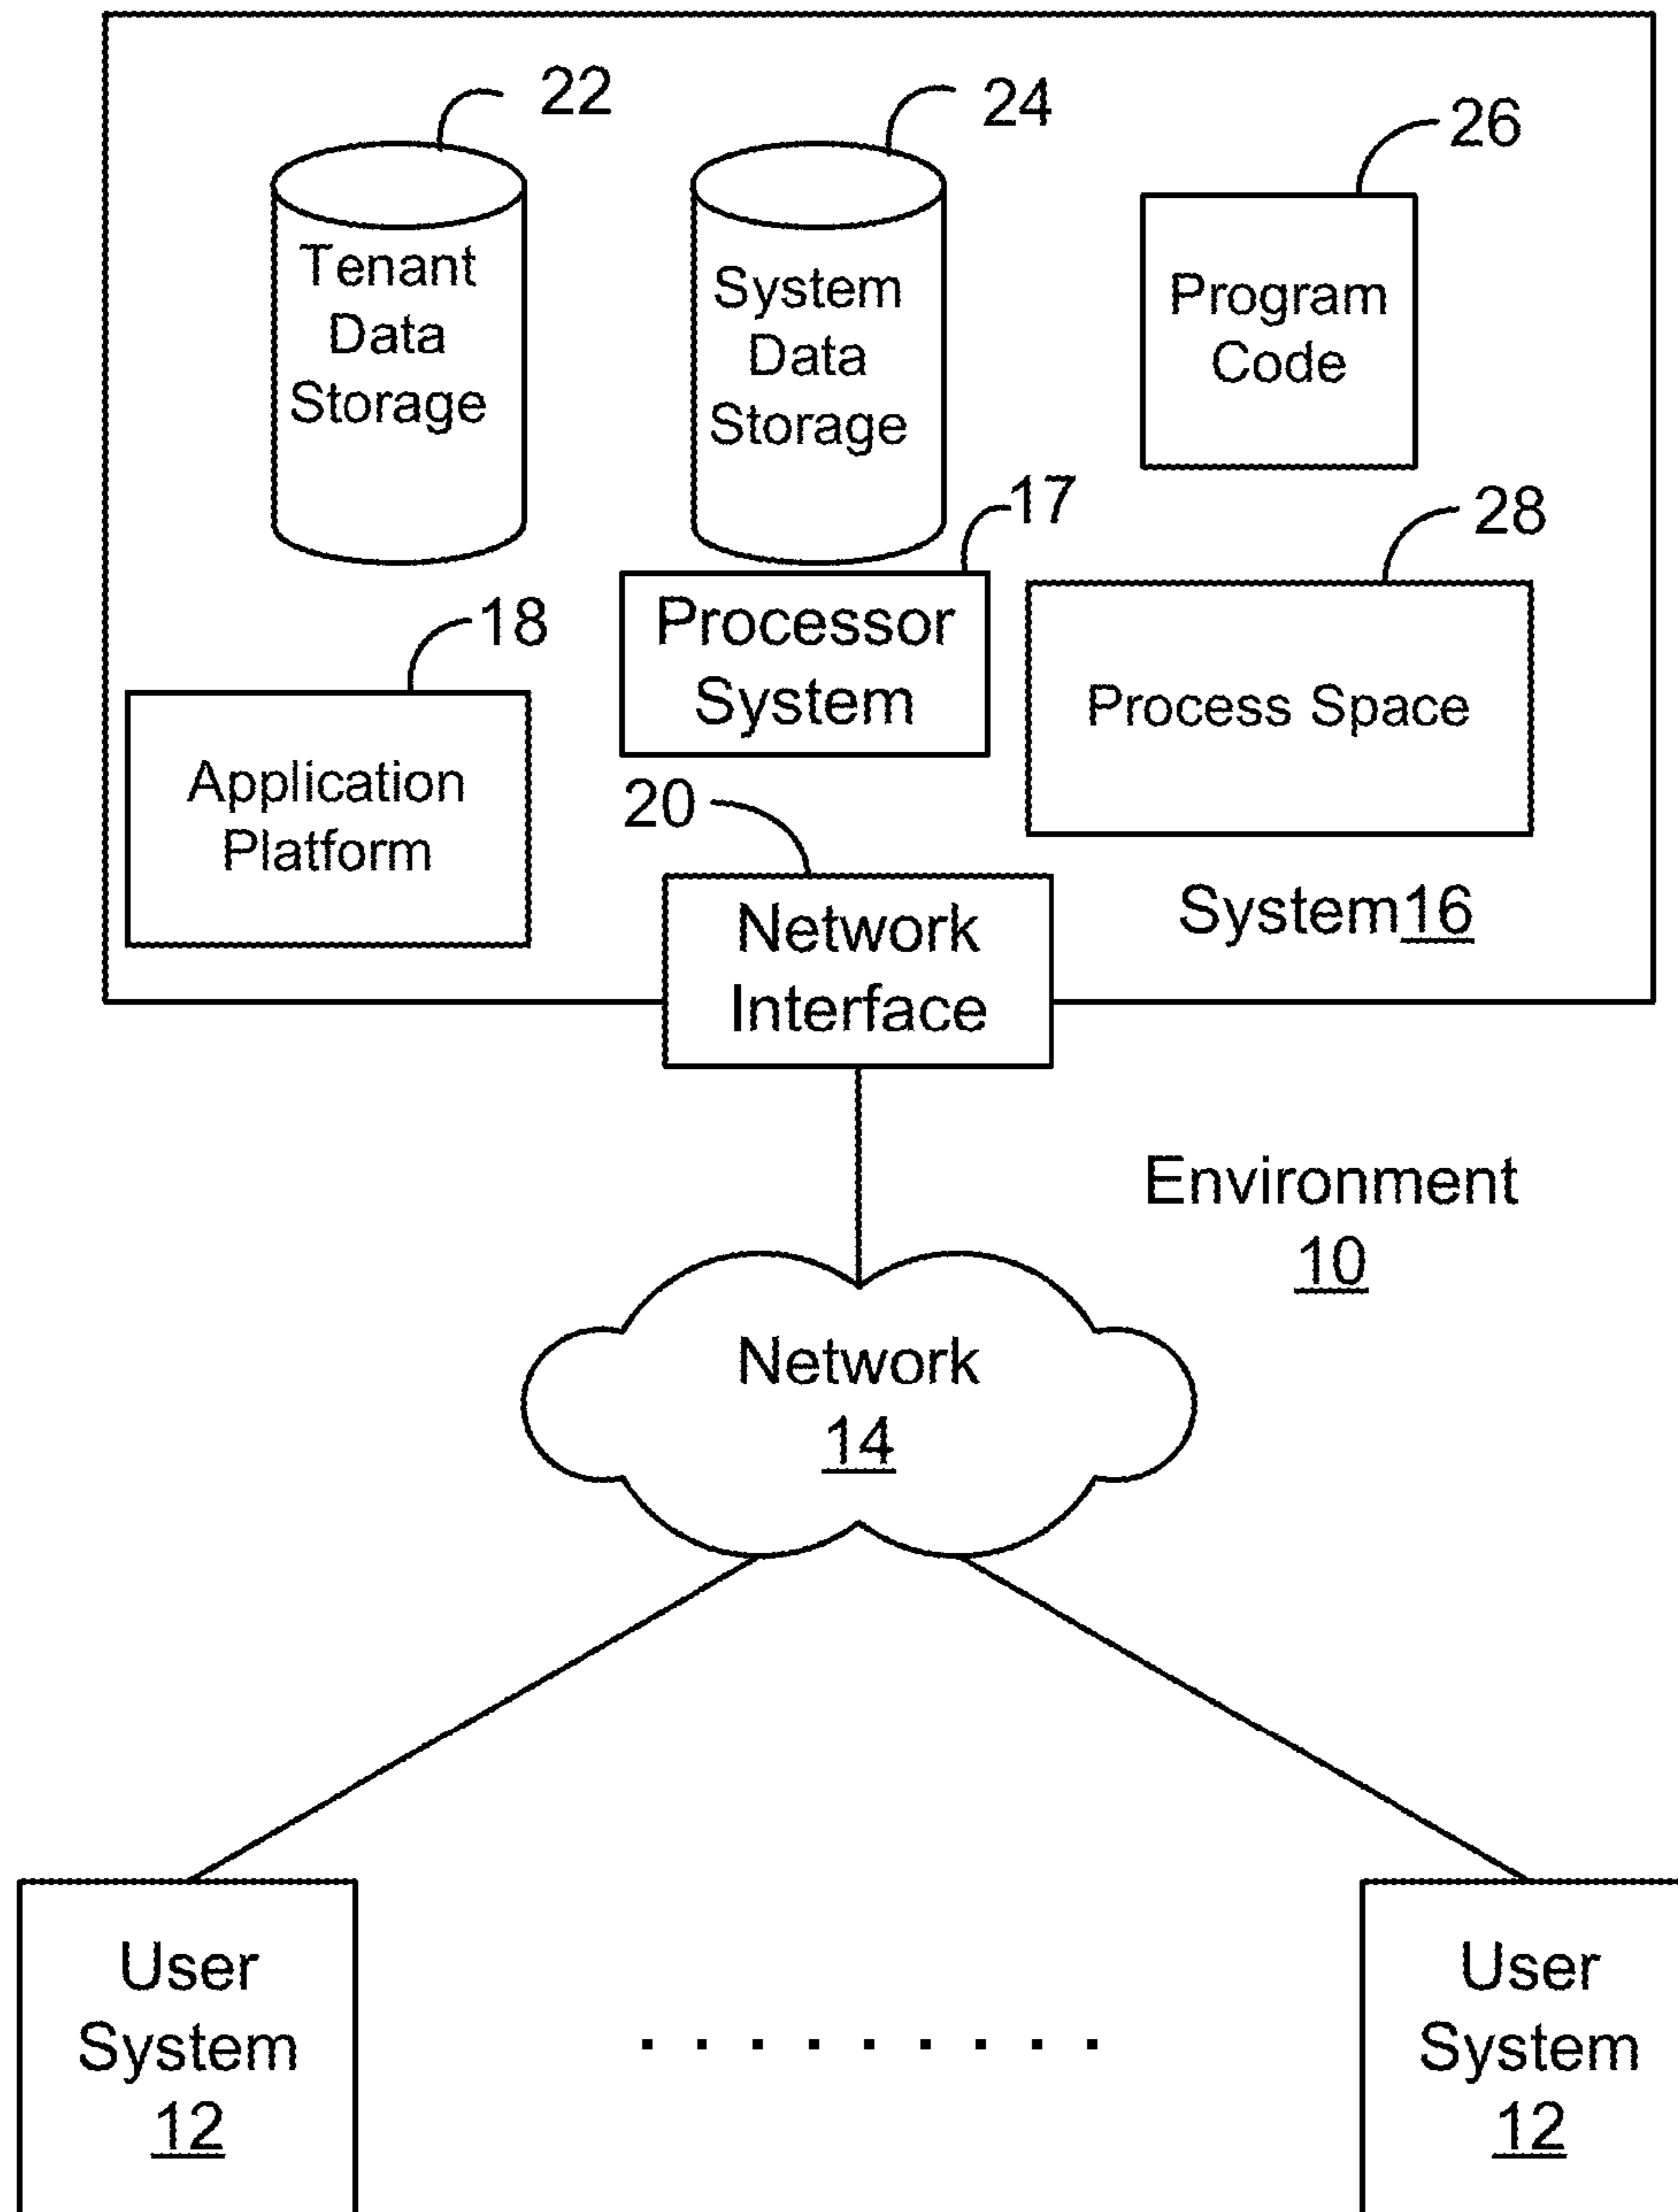 22
24
26
Tenant
Data
Storage
System
Data
Storage
Program
Code
17
28
18
Processor
System
Process Space
Application
Platform
20
Network
Interface
System16
Environment
10
Network
14
User
System
12
. . . . . . . . .
User
System
12